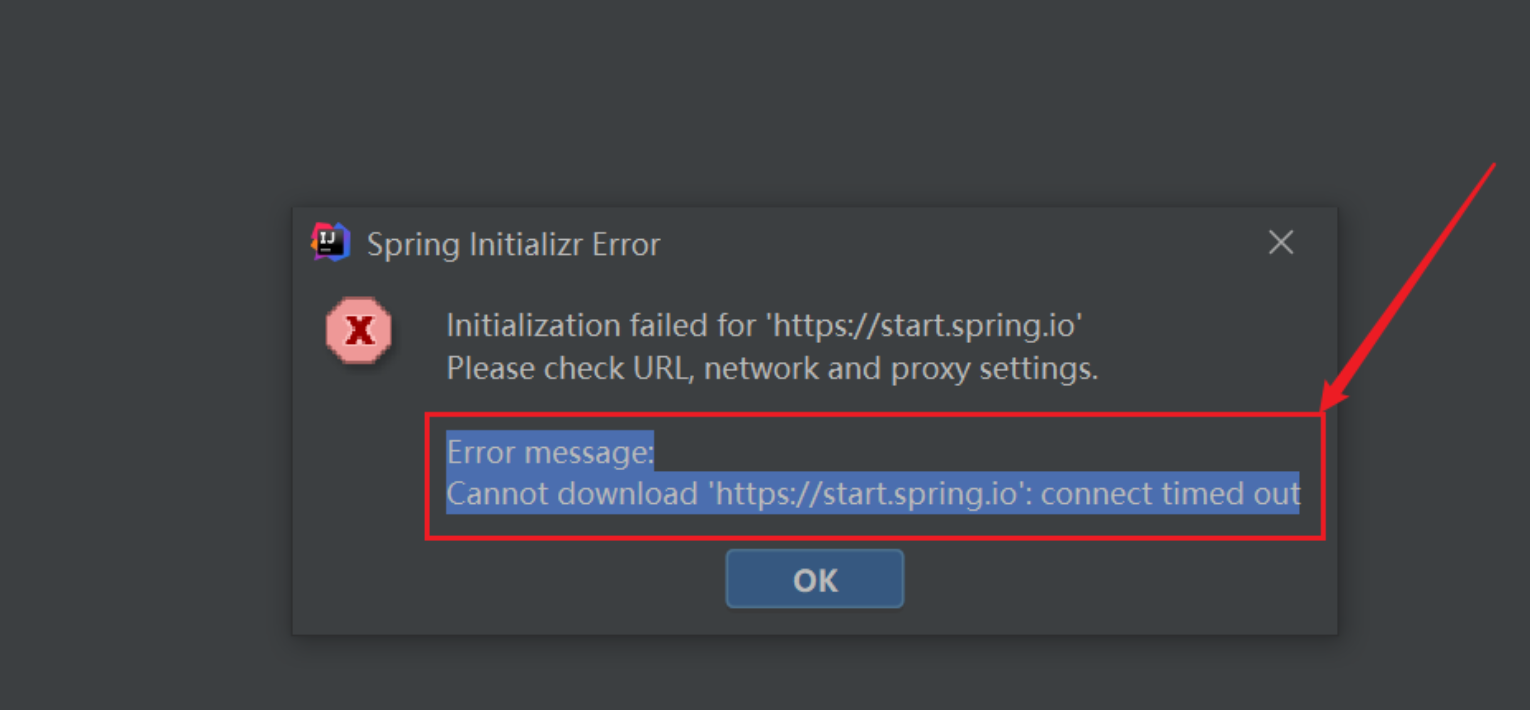 IJ
Spring Initializr Error
Initialization failed for 'https://start.spring.io'
Please check URL, network and proxy settings.
Error message:
Cannot download 'https://start.spring.io': connect timed out
OK